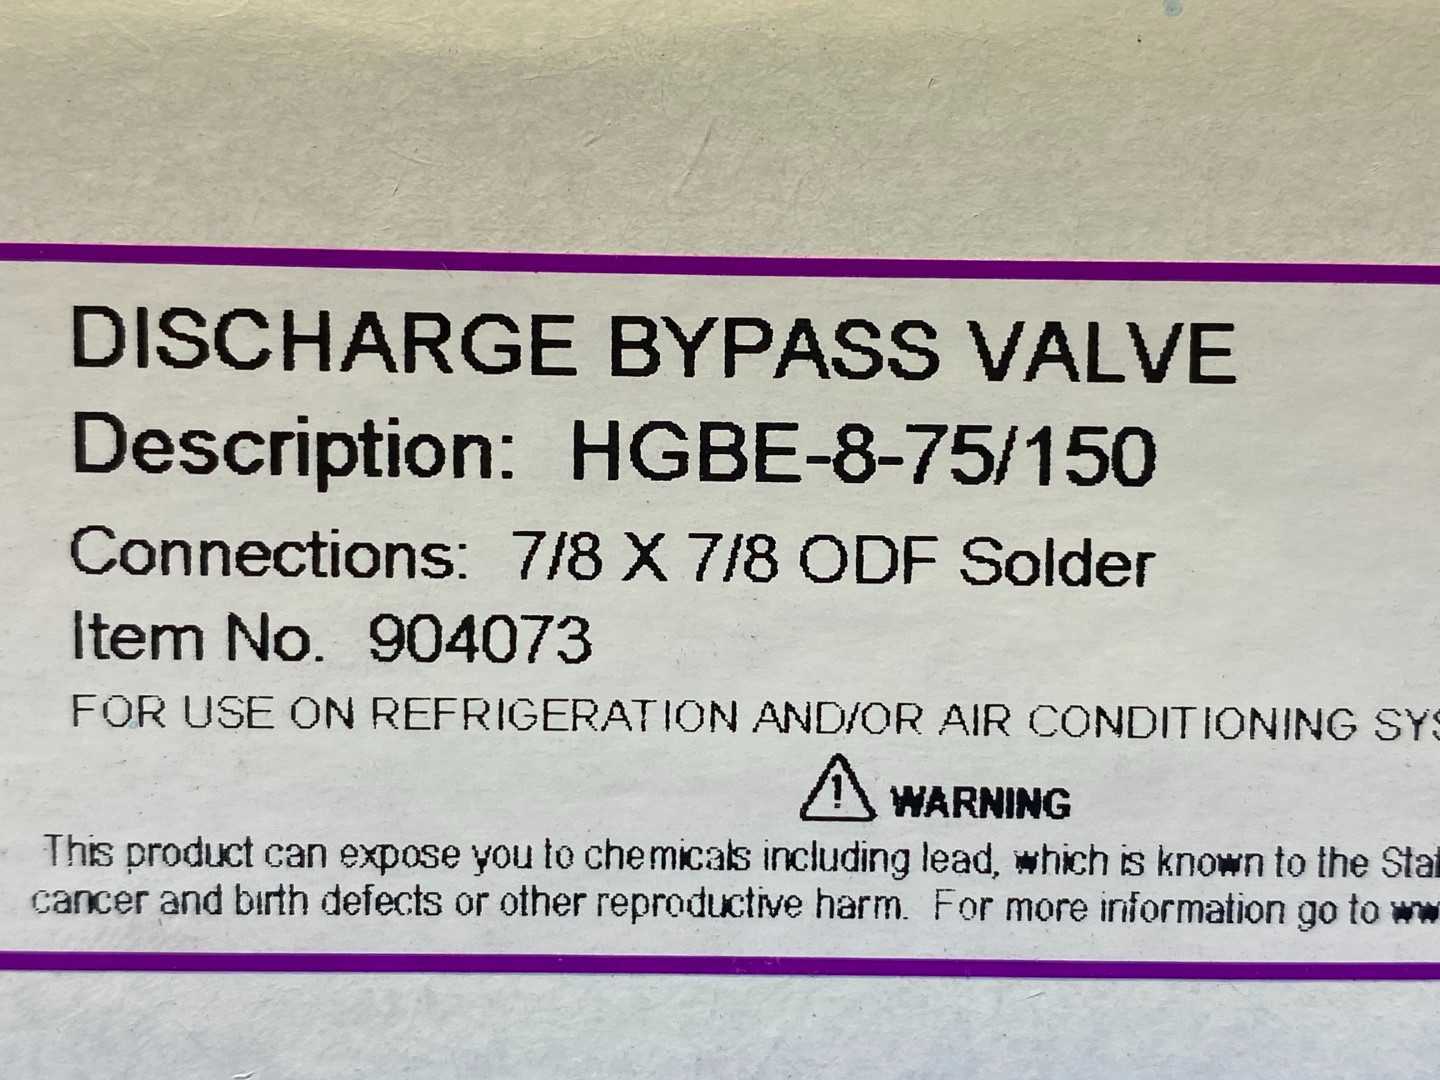 DISCHARGE BYPASS VALVE
Description: HGBE-8-75/150
Connections: 7/8 X 7/8 ODF Solder
Item No. 904073
FOR USE ON REFRIGERATION AND/OR AIR CONDITIONING
WARNING
This product can expose you to chemicals including lead, which is known to the
cancer and birth defects or other reproductive harm. For more information go to